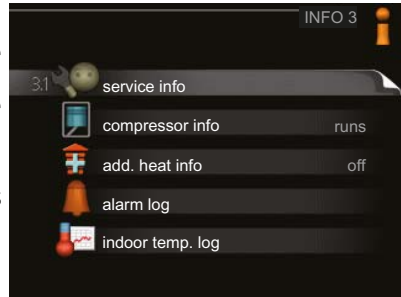 INFO 3
3.1 service info
compressor info runs
add. heat info off
alarm log
indoor temp. log